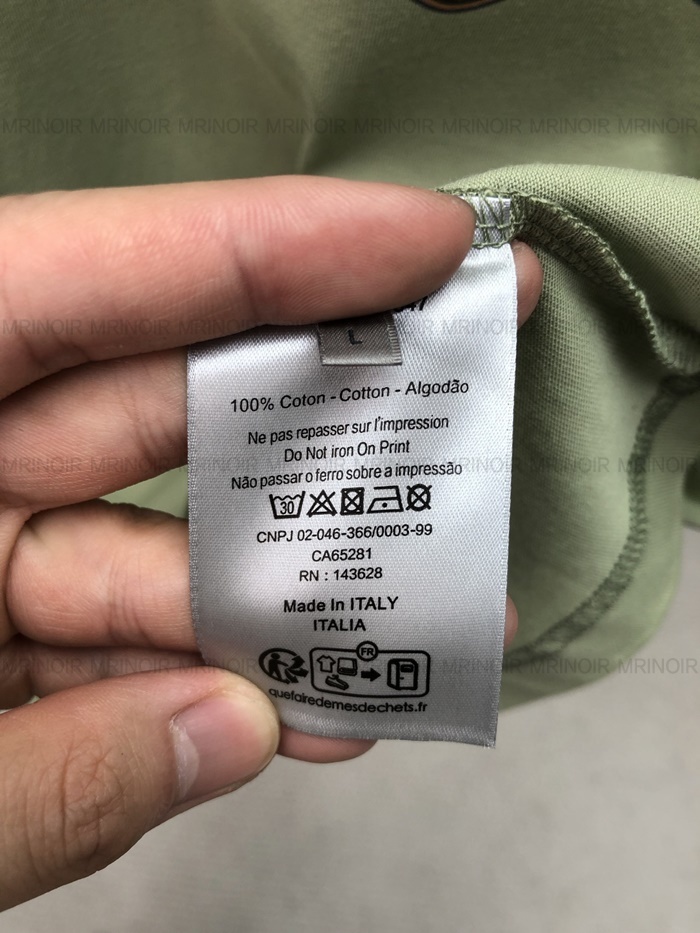 MRINOIR MRINOIR MRINOIR MRINOIR MRINOIR MRINOIR MRINOIR MRINOIR
47
L
100% Coton - Cotton - Algodão
Ne pas repasser sur l'impression
Do Not iron On Print
Não passar o ferro sobre a impressão
30
CNPJ 02-046-366/0003-99
CA65281
RN : 143628
Made In ITALY
ITALIA
FR
quefairedemesdechets.fr